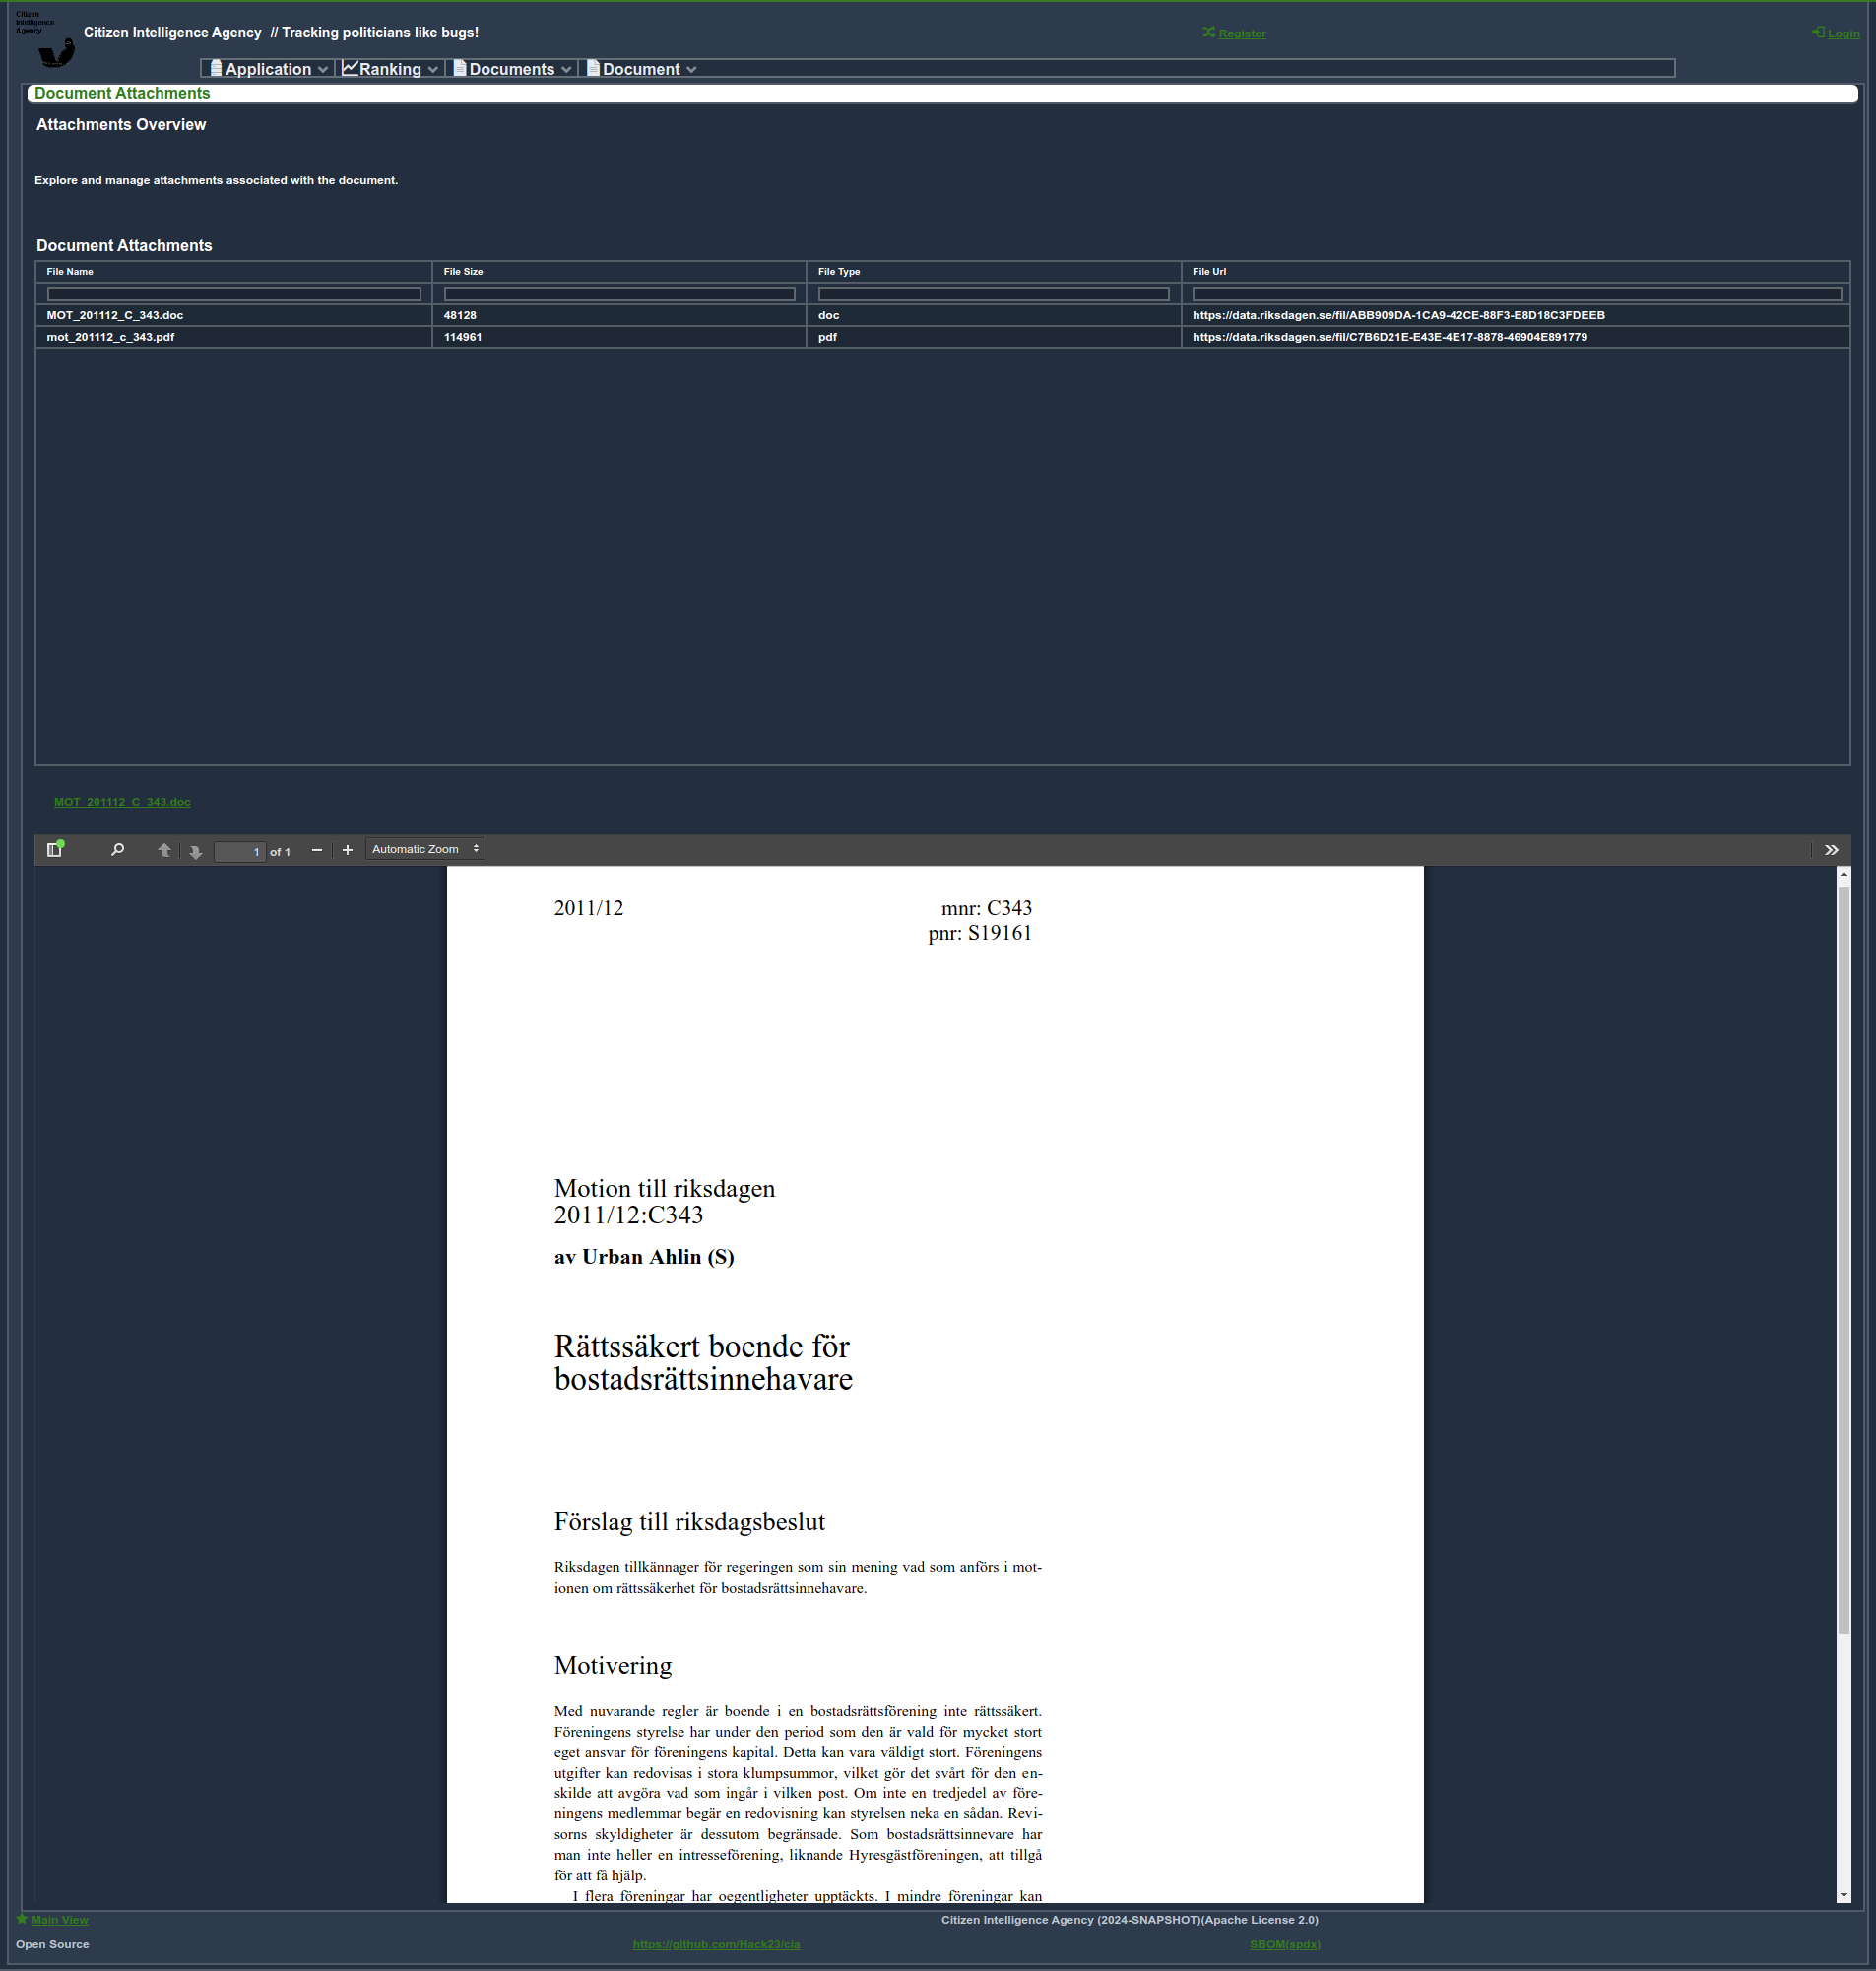 Citizen
Intelligence
Agency
Citizen Intelligence Agency // Tracking politicians like bugs!
Register
Login
Application
Ranking
Documents
Document
Document Attachments
Attachments Overview
Explore and manage attachments associated with the document.
Document Attachments
File Name File Size File Type File Url
MOT_201112_C_343.doc 48128 doc https://data.riksdagen.se/fil/ABB909DA-1CA9-42CE-88F3-E8D18C3FDEEB
mot_201112_c_343.pdf 114961 pdf https://data.riksdagen.se/fil/C7B6D21E-E43E-4E17-8878-46904E891779
MOT_201112_C_343.doc
1 of 1 Automatic Zoom
2011/12 mnr: C343
pnr: S19161
Motion till riksdagen
2011/12:C343
av Urban Ahlin (S)
Rättssäkert boende för
bostadsrättsinnehavare
Förslag till riksdagsbeslut
Riksdagen tillkännager för regeringen som sin mening vad som anförs i mot-
ionen om rättssäkerhet för bostadsrättsinnehavare.
Motivering
Med nuvarande regler är boende i en bostadsrättsförening inte rättssäkert.
Föreningens styrelse har under den period som den är vald för mycket stort
eget ansvar för föreningens kapital. Detta kan vara väldigt stort. Föreningens
utgifter kan redovisas i stora klumpsummor, vilket gör det svårt för den en-
skilde att avgöra vad som ingår i vilken post. Om inte en tredjedel av före-
ningens medlemmar begär en redovisning kan styrelsen neka en sådan. Revi-
sorns skyldigheter är dessutom begränsade. Som bostadsrättsinnevare har
man inte heller en intresseförening, liknande Hyresgästföreningen, att tillgå
för att få hjälp.
I flera föreningar har oegentligheter upptäckts. I mindre föreningar kan
Main View
Citizen Intelligence Agency (2024-SNAPSHOT)(Apache License 2.0)
Open Source
https://github.com/Hack23/cia
SBOM(spdx)